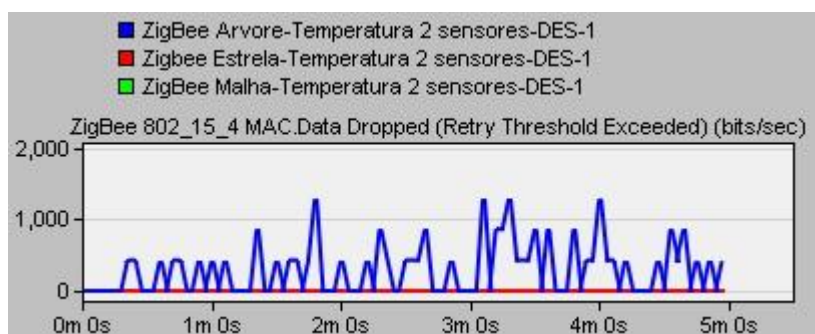 ZigBee Arvore-Temperatura 2 sensores-DES-1
Zigbee Estrela-Temperatura 2 sensores-DES-1
ZigBee Malha-Temperatura 2 sensores-DES-1
ZigBee 802_15_4 MAC.Data Dropped (Retry Threshold Exceeded) (bits/sec)
2,000
1,000
0
0m 0s 1m 0s 2m 0s 3m 0s 4m 0s 5m 0s